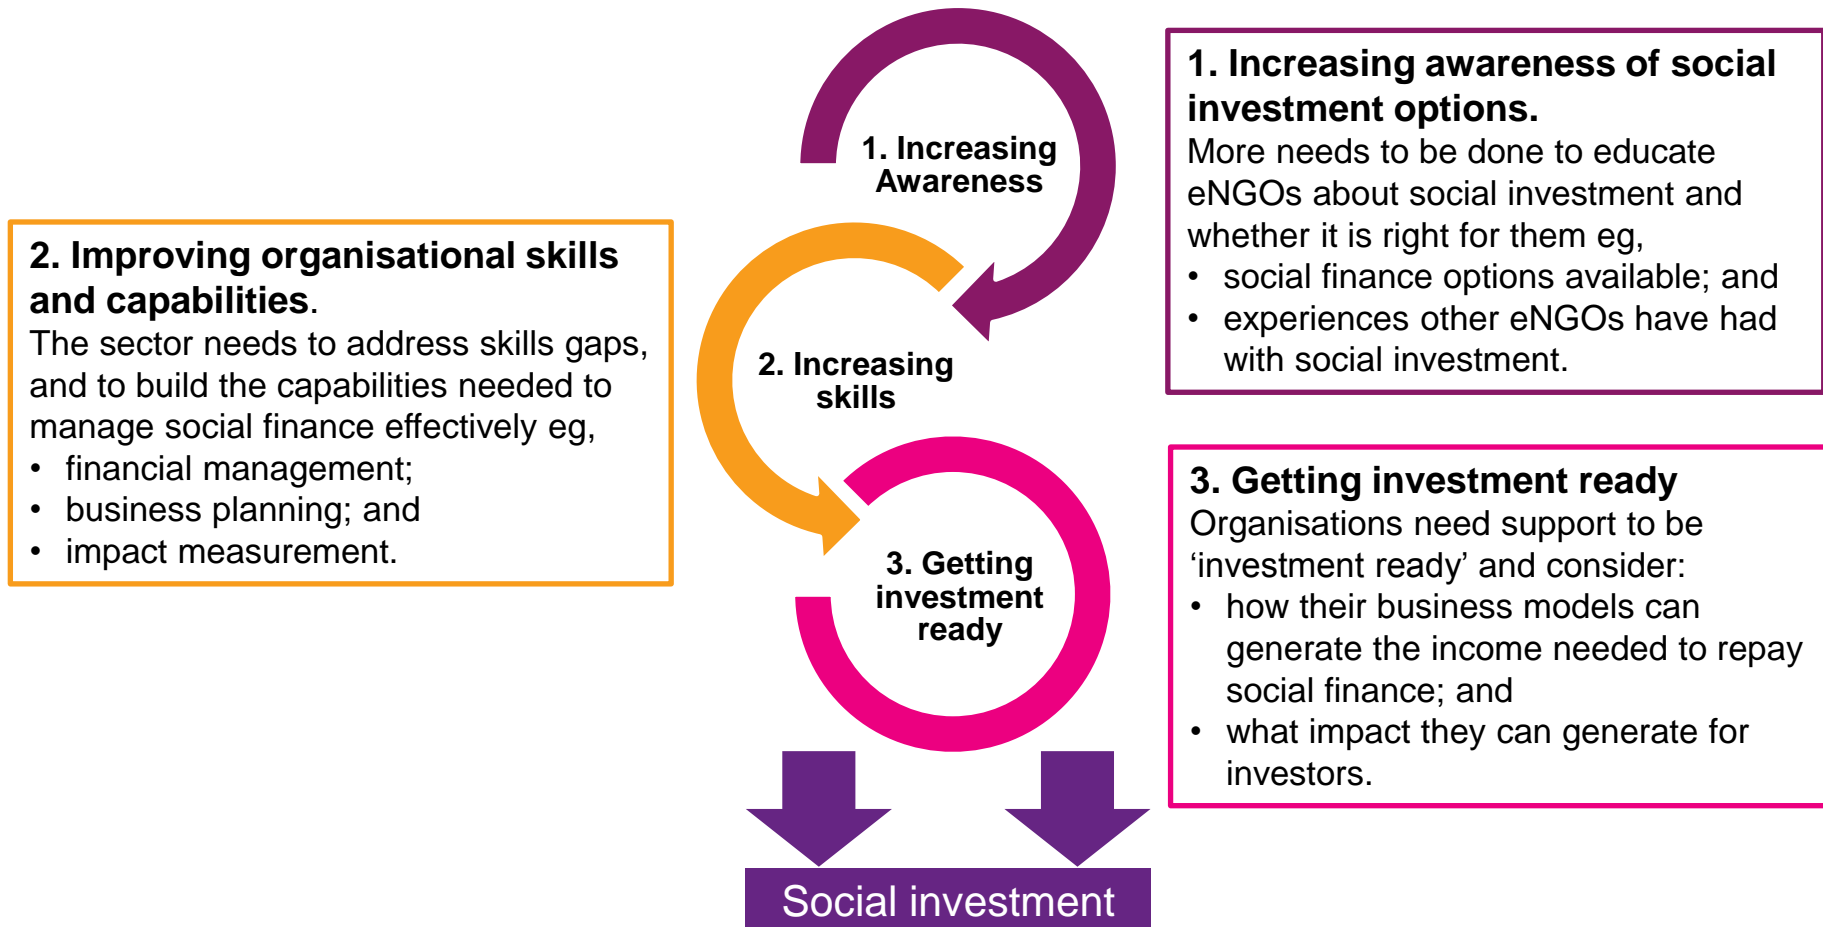 1. Increasing
Awareness
1. Increasing awareness of social
investment options.
More needs to be done to educate
eNGOs about social investment and
whether it is right for them eg,
• social finance options available; and
• experiences other eNGOs have had
with social investment.
2. Improving organisational skills
and capabilities.
The sector needs to address skills gaps,
and to build the capabilities needed to
manage social finance effectively eg,
• financial management;
• business planning; and
• impact measurement.
2. Increasing
skills
3. Getting
investment
ready
3. Getting investment ready
Organisations need support to be
‘investment ready’ and consider:
• how their business models can
generate the income needed to repay
social finance; and
• what impact they can generate for
investors.
Social investment